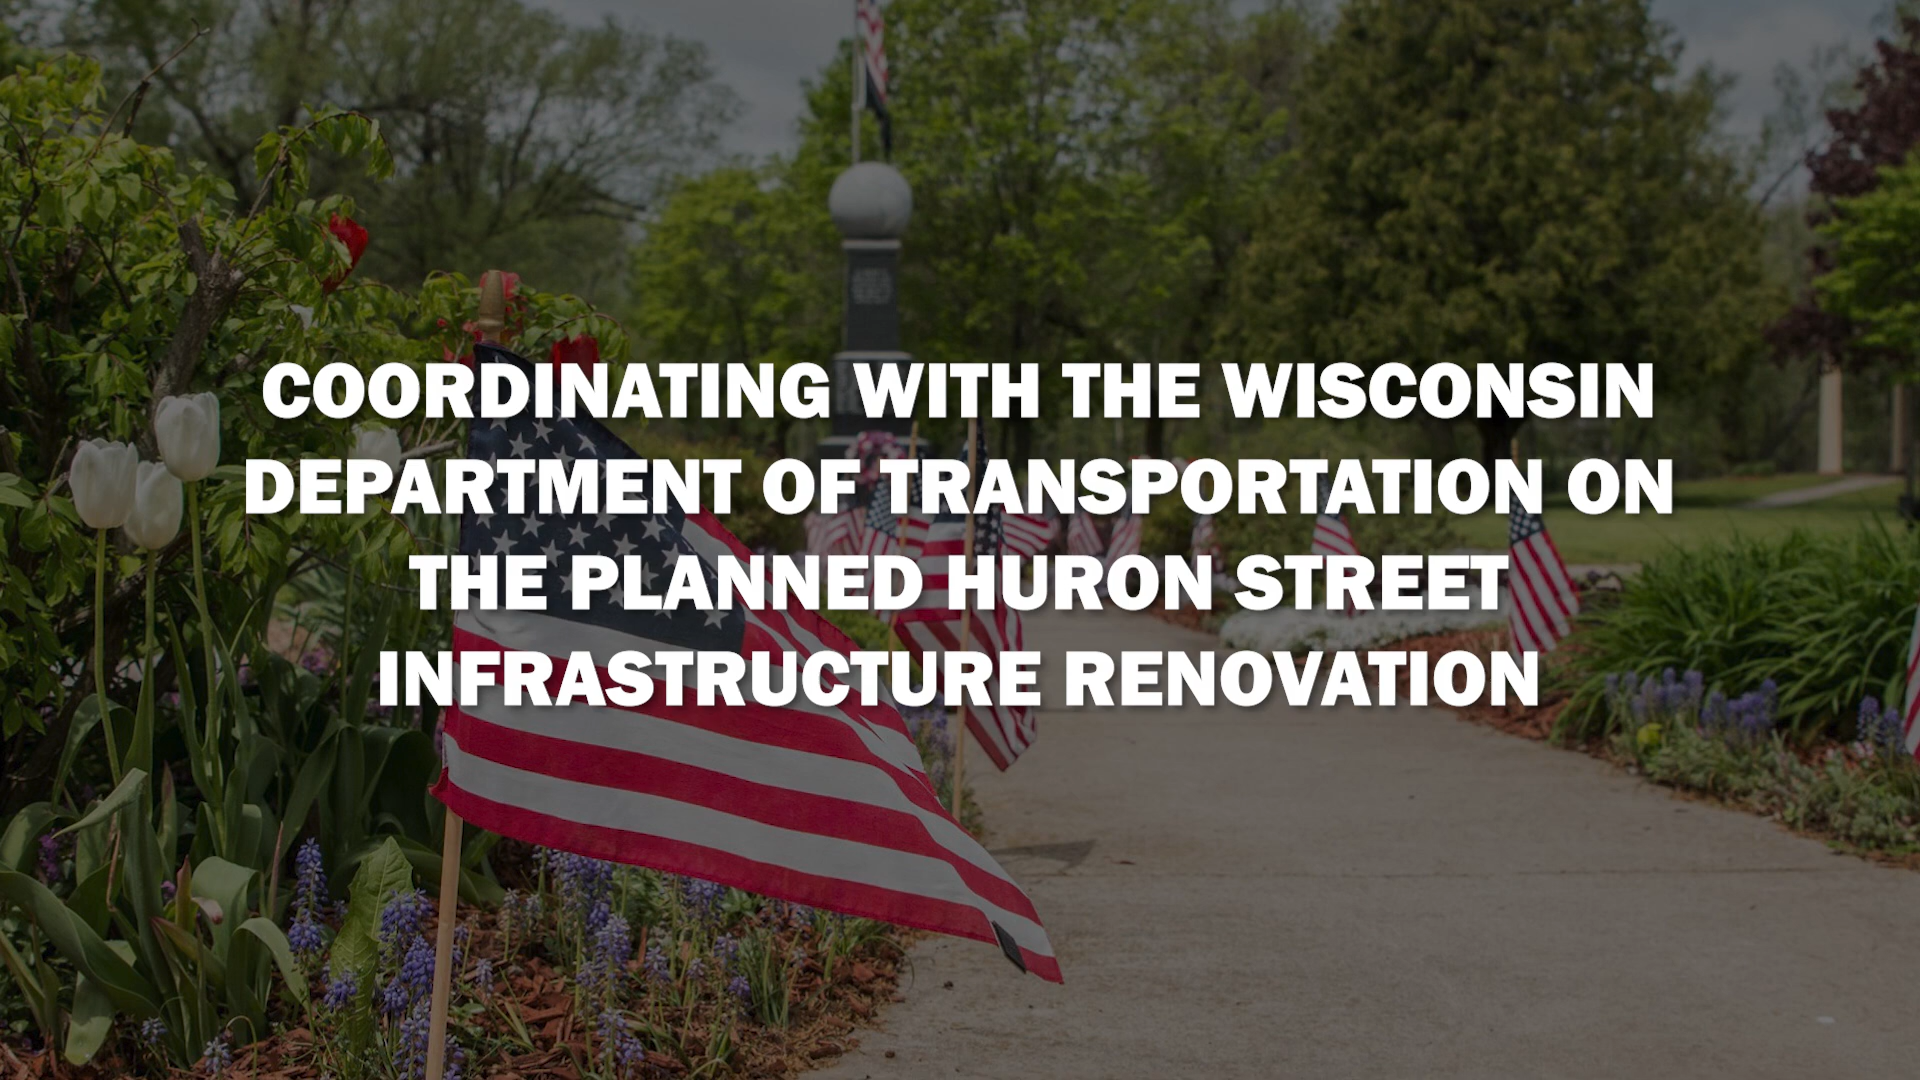 COORDINATING WITH THE WISCONSIN
DEPARTMENT OF TRANSPORTATION ON
THE PLANNED HURON STREET
INFRASTRUCTURE RENOVATION